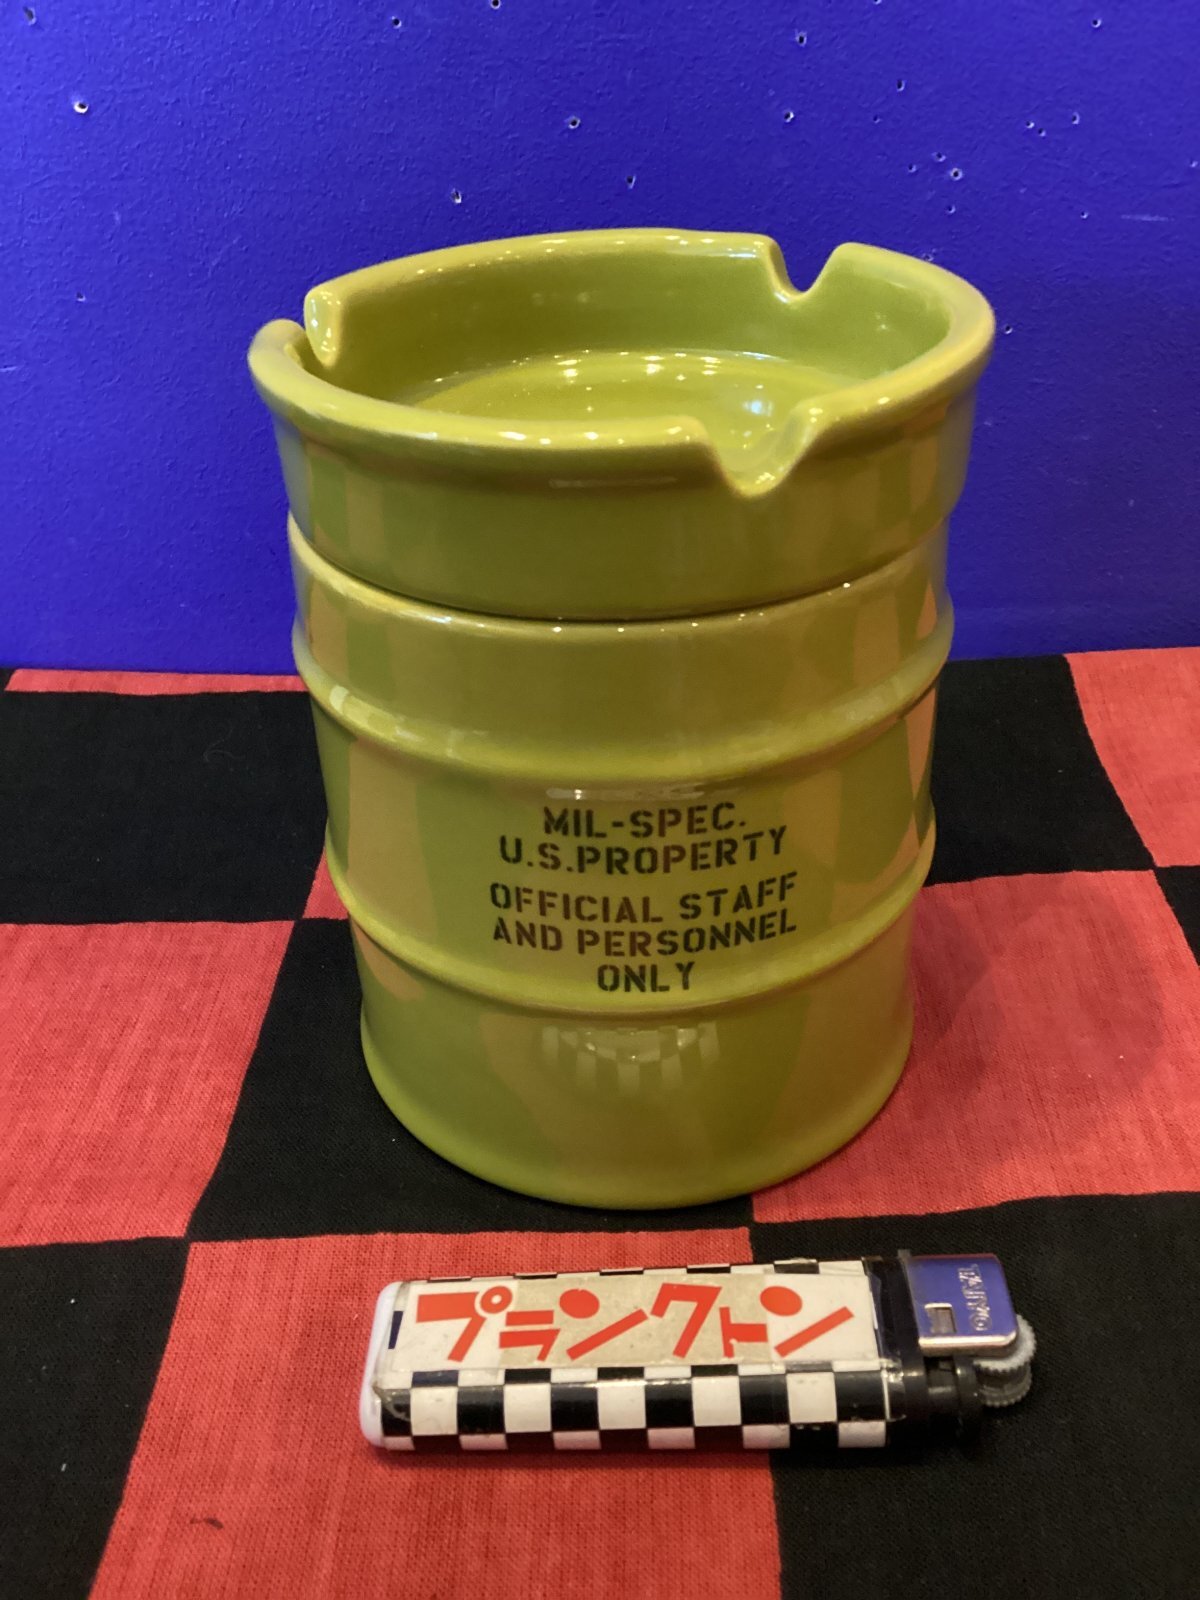 MIL-SPEC.
U.S.PROPERTY
OFFICIAL STAFF
AND PERSONNEL
ONLY
プランクトン